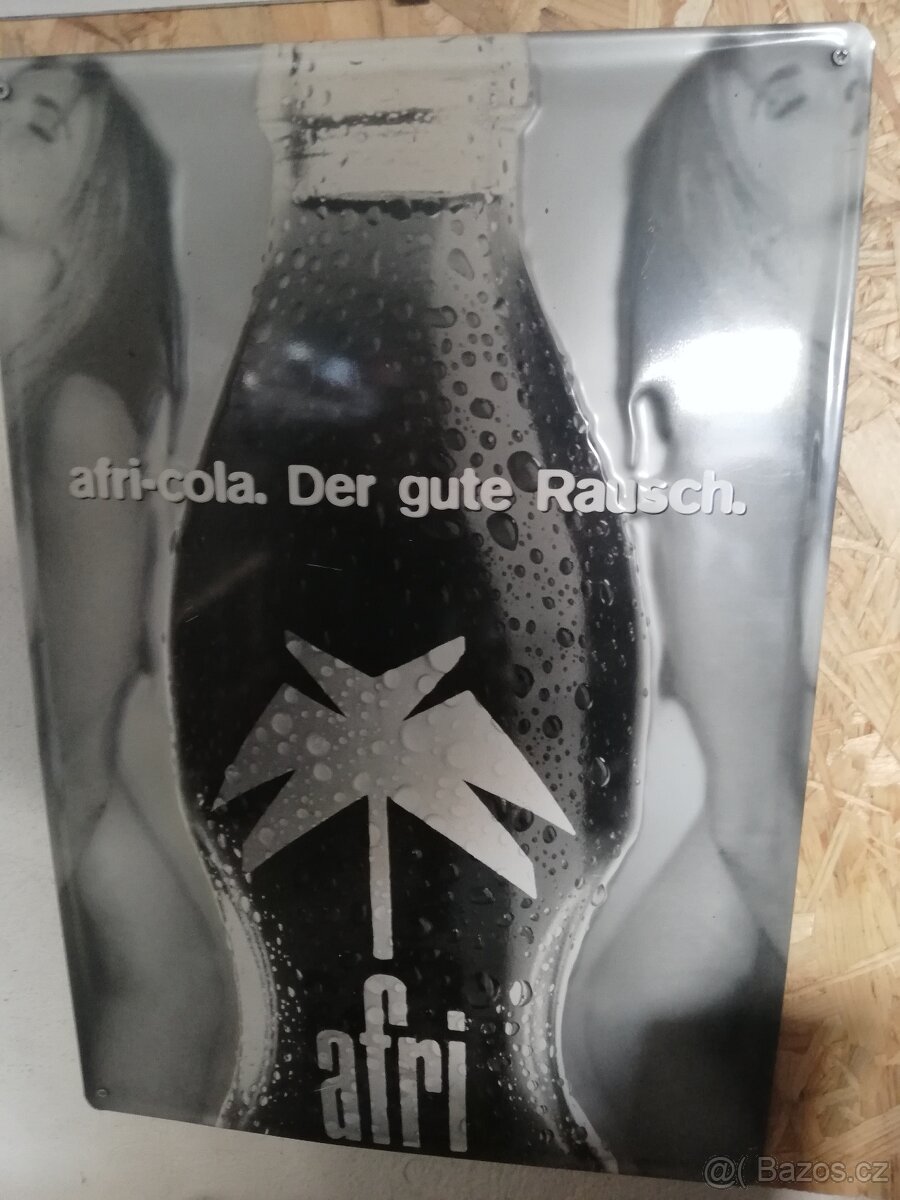 afri-cola. Der gute Rausch.
afri
@( Bazos.cz